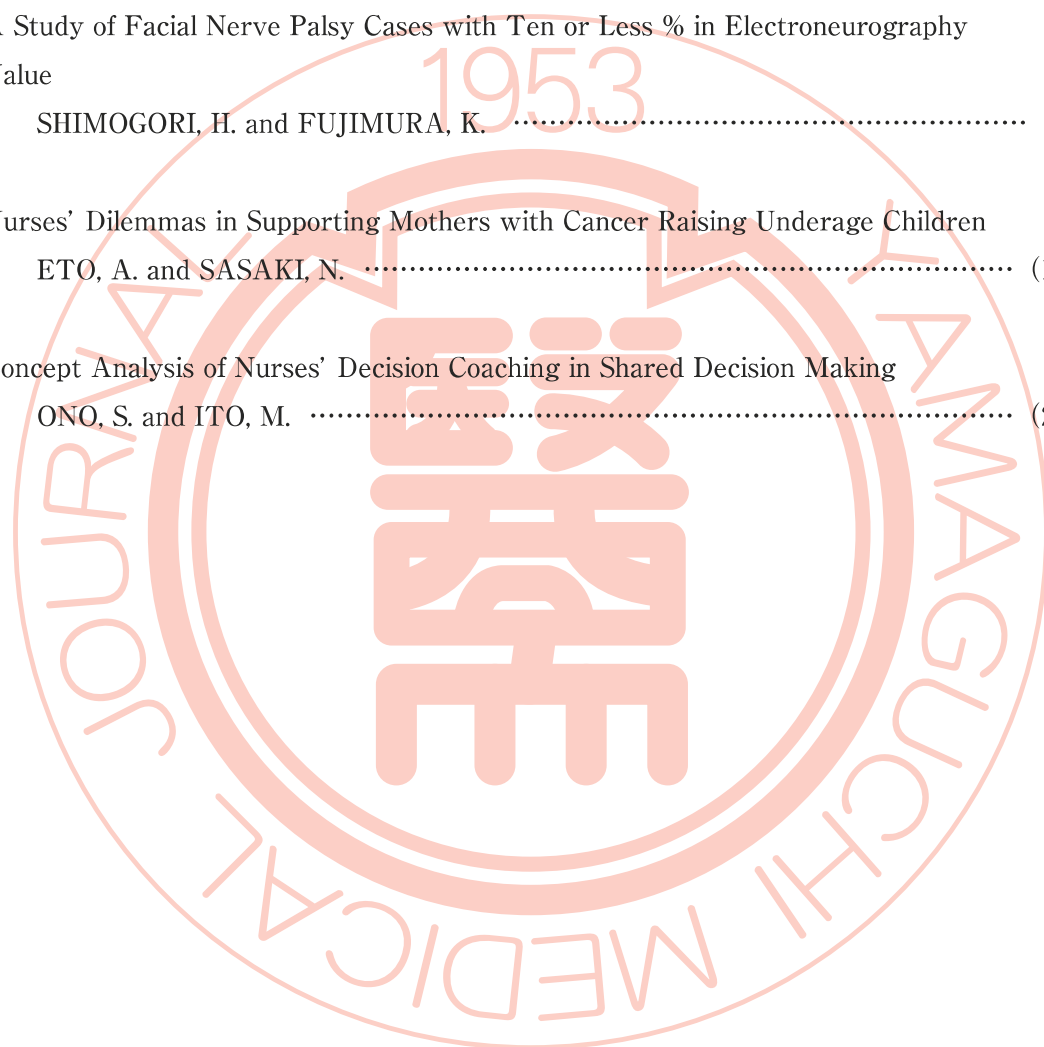 A Study of Facial Nerve Palsy Cases with Ten or Less % in Electroneurography
Value
SHIMOGORI, H. and FUJIMURA, K. ………………………………………………
Nurses’ Dilemmas in Supporting Mothers with Cancer Raising Underage Children
ETO, A. and SASAKI, N. ……………………………………………………………… (1
Concept Analysis of Nurses’ Decision Coaching in Shared Decision Making
ONO, S. and ITO, M. …………………………………………………………………… (2
1953
YAMAGUCHI MEDICAL JOURNAL